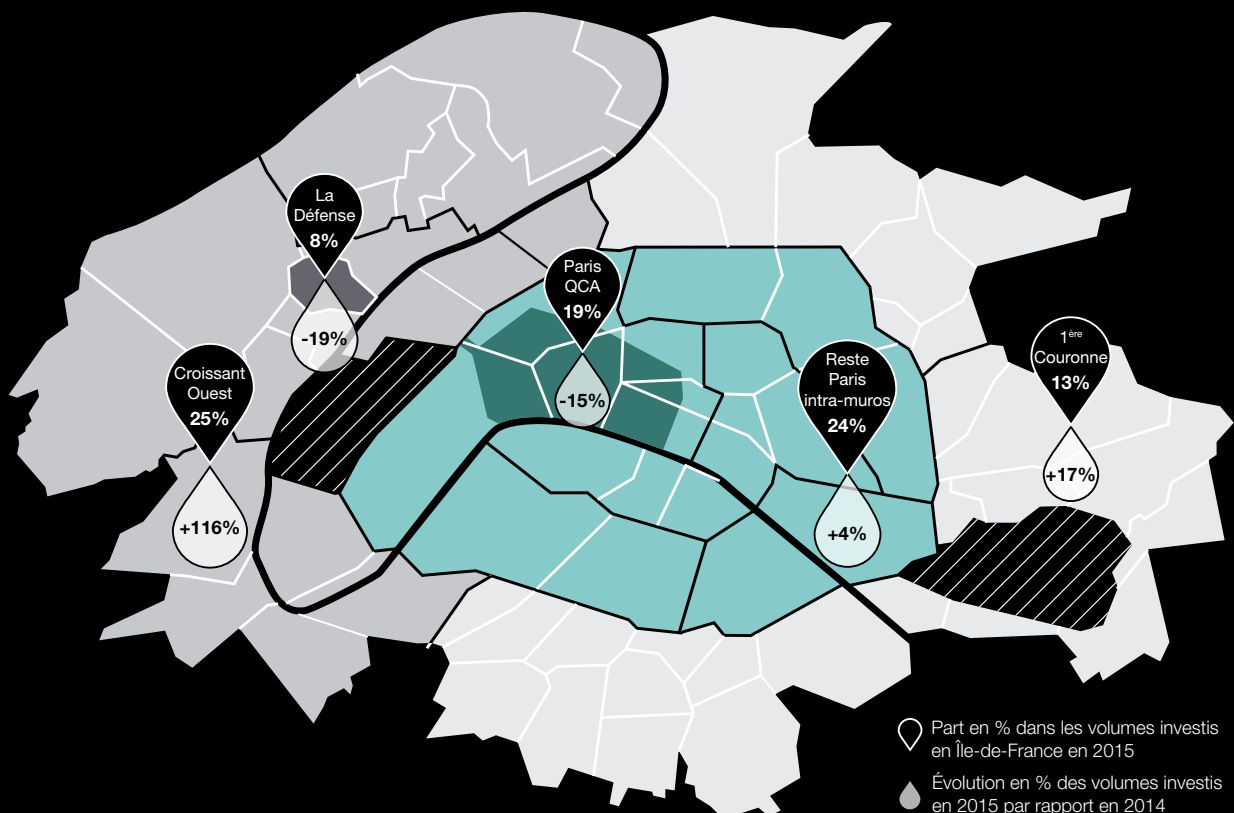 La
Défense
8%
-19%
Paris
QCA
19%
-15%
Croissant
Ouest
25%
+116%
Reste
Paris
intra-muros
24%
+4%
1ère
Couronne
13%
+17%
Part en % dans les volumes investis
en Île-de-France en 2015
Évolution en % des volumes investis
en 2015 par rapport en 2014